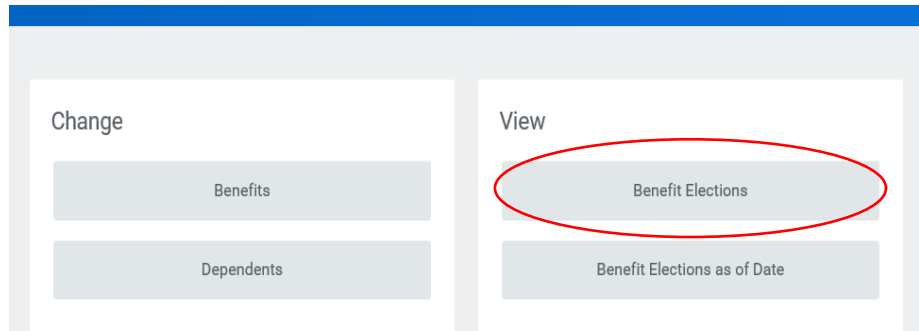 Change
Benefits
Dependents
View
Benefit Elections
Benefit Elections as of Date